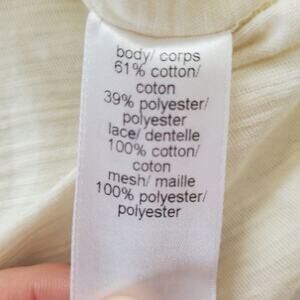 body/ corps
61% cotton/
coton
39% polyester/
polyester
lace/ dentelle
100% cotton/
coton
mesh/ maille
100% polyester/
polyester